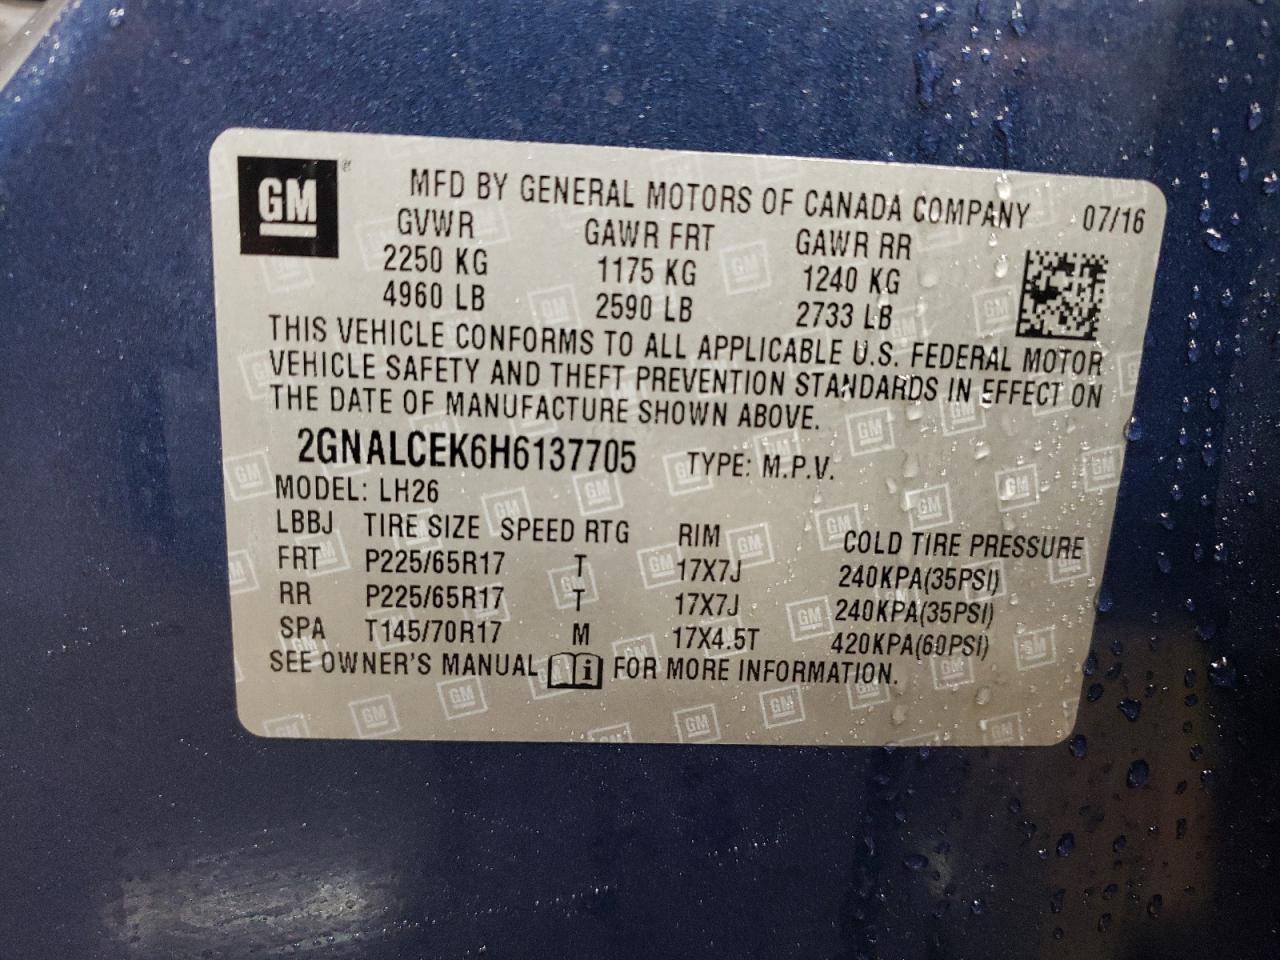 GM
MFD BY GENERAL MOTORS OF CANADA COMPANY 07/16
GVWR GAWR FRT GAWR RR
2250 KG 1175 KG 1240 KG
4960 LB 2590 LB 2733 LB
THIS VEHICLE CONFORMS TO ALL APPLICABLE U.S. FEDERAL MOTOR
VEHICLE SAFETY AND THEFT PREVENTION STANDARDS IN EFFECT ON
THE DATE OF MANUFACTURE SHOWN ABOVE.
2GNALCEK6H6137705 TYPE: M.P.V.
MODEL: LH26
LBBJ TIRE SIZE SPEED RTG RIM COLD TIRE PRESSURE
FRT P225/65R17 T 17X7J 240KPA(35PSI)
RR P225/65R17 T 17X7J 240KPA(35PSI)
SPA T145/70R17 M 17X4.5T 420KPA(60PSI)
SEE OWNER'S MANUAL FOR MORE INFORMATION.